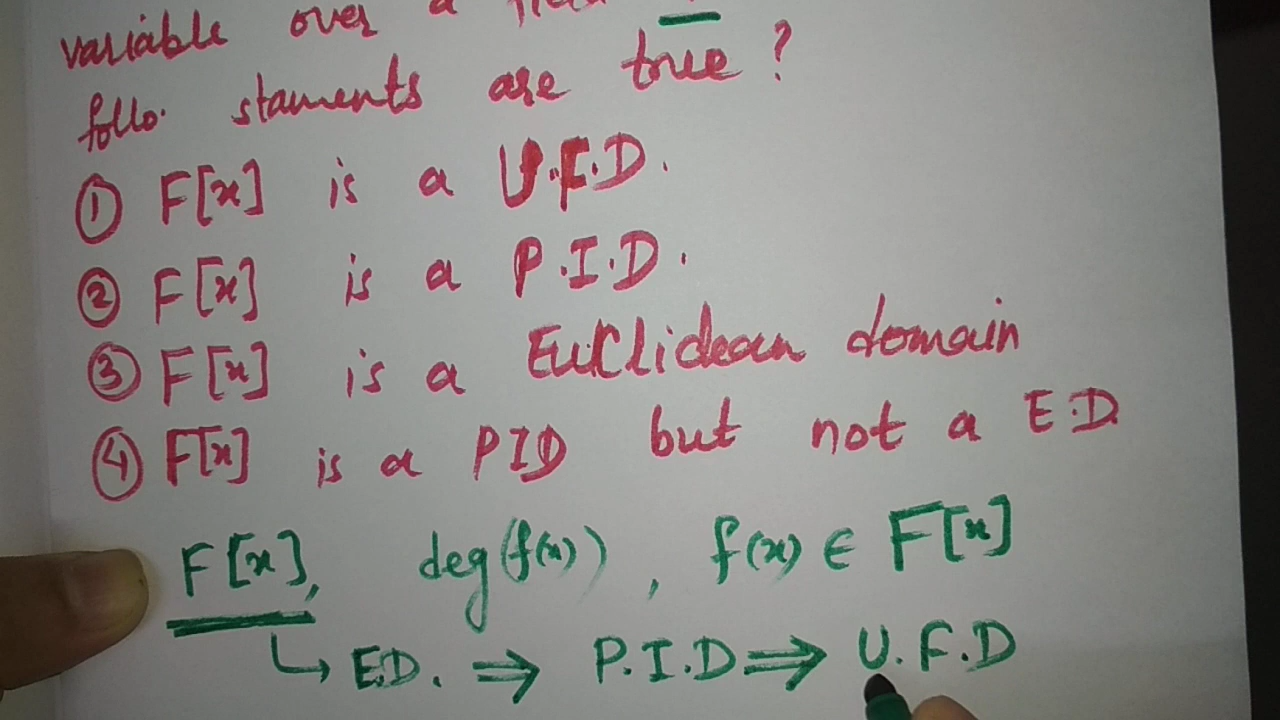 variable over a
follo. staments are true ?
① F[x] is a U.F.D.
② F[x] is a P.I.D.
③ F[x] is a Euclidean domain
④ F[x] is a PID but not a E.D
F[x], deg(f(x)), f(x) ∈ F[x]
↳ E.D. ⇒ P.I.D ⇒ U.F.D